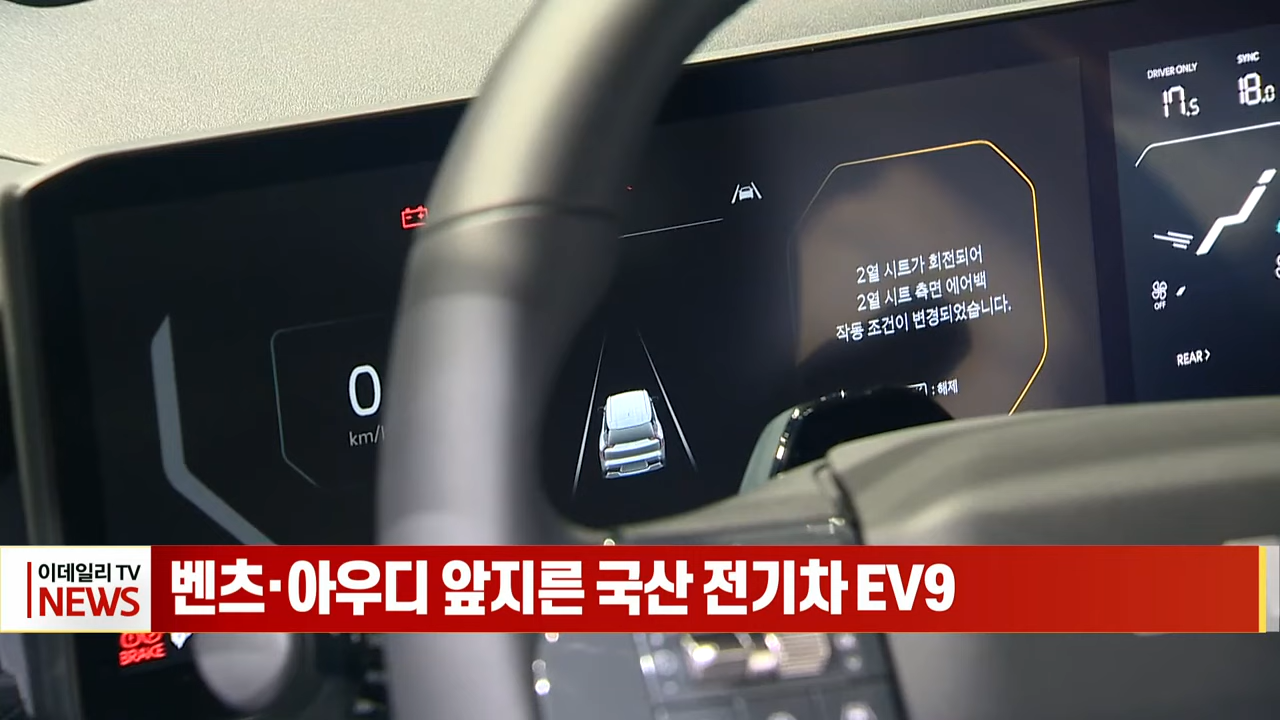 DRIVER ONLY
17.5
SYNC
18.0
2열 시트가 회전되어
2열 시트 측면 에어백
작동 조건이 변경되었습니다.
: 해제
0
OFF
REAR>
이데일리 TV
NEWS
벤츠·아우디 앞지른 국산 전기차 EV9
BRAKE